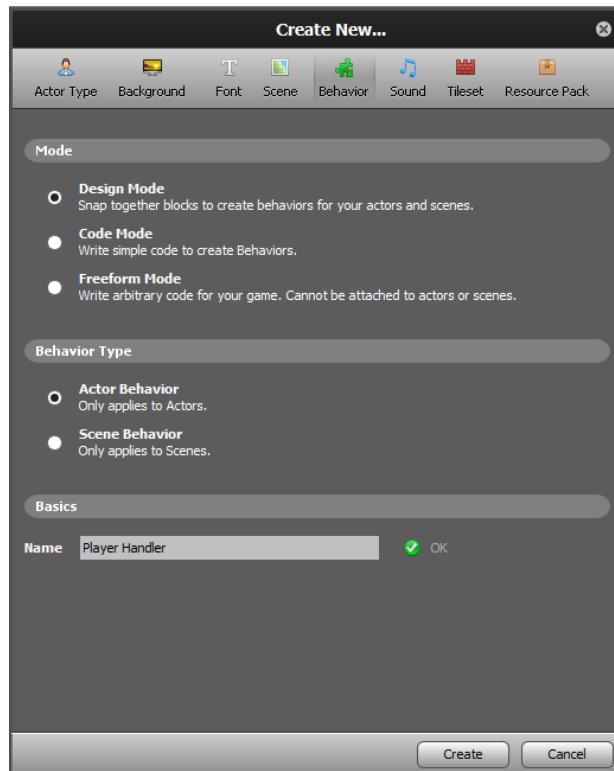 Create New...
Actor Type Background Font Scene Behavior Sound Tileset Resource Pack
Mode
Design Mode
Snap together blocks to create behaviors for your actors and scenes.
Code Mode
Write simple code to create Behaviors.
Freeform Mode
Write arbitrary code for your game. Cannot be attached to actors or scenes.
Behavior Type
Actor Behavior
Only applies to Actors.
Scene Behavior
Only applies to Scenes.
Basics
Name Player Handler OK
Create Cancel